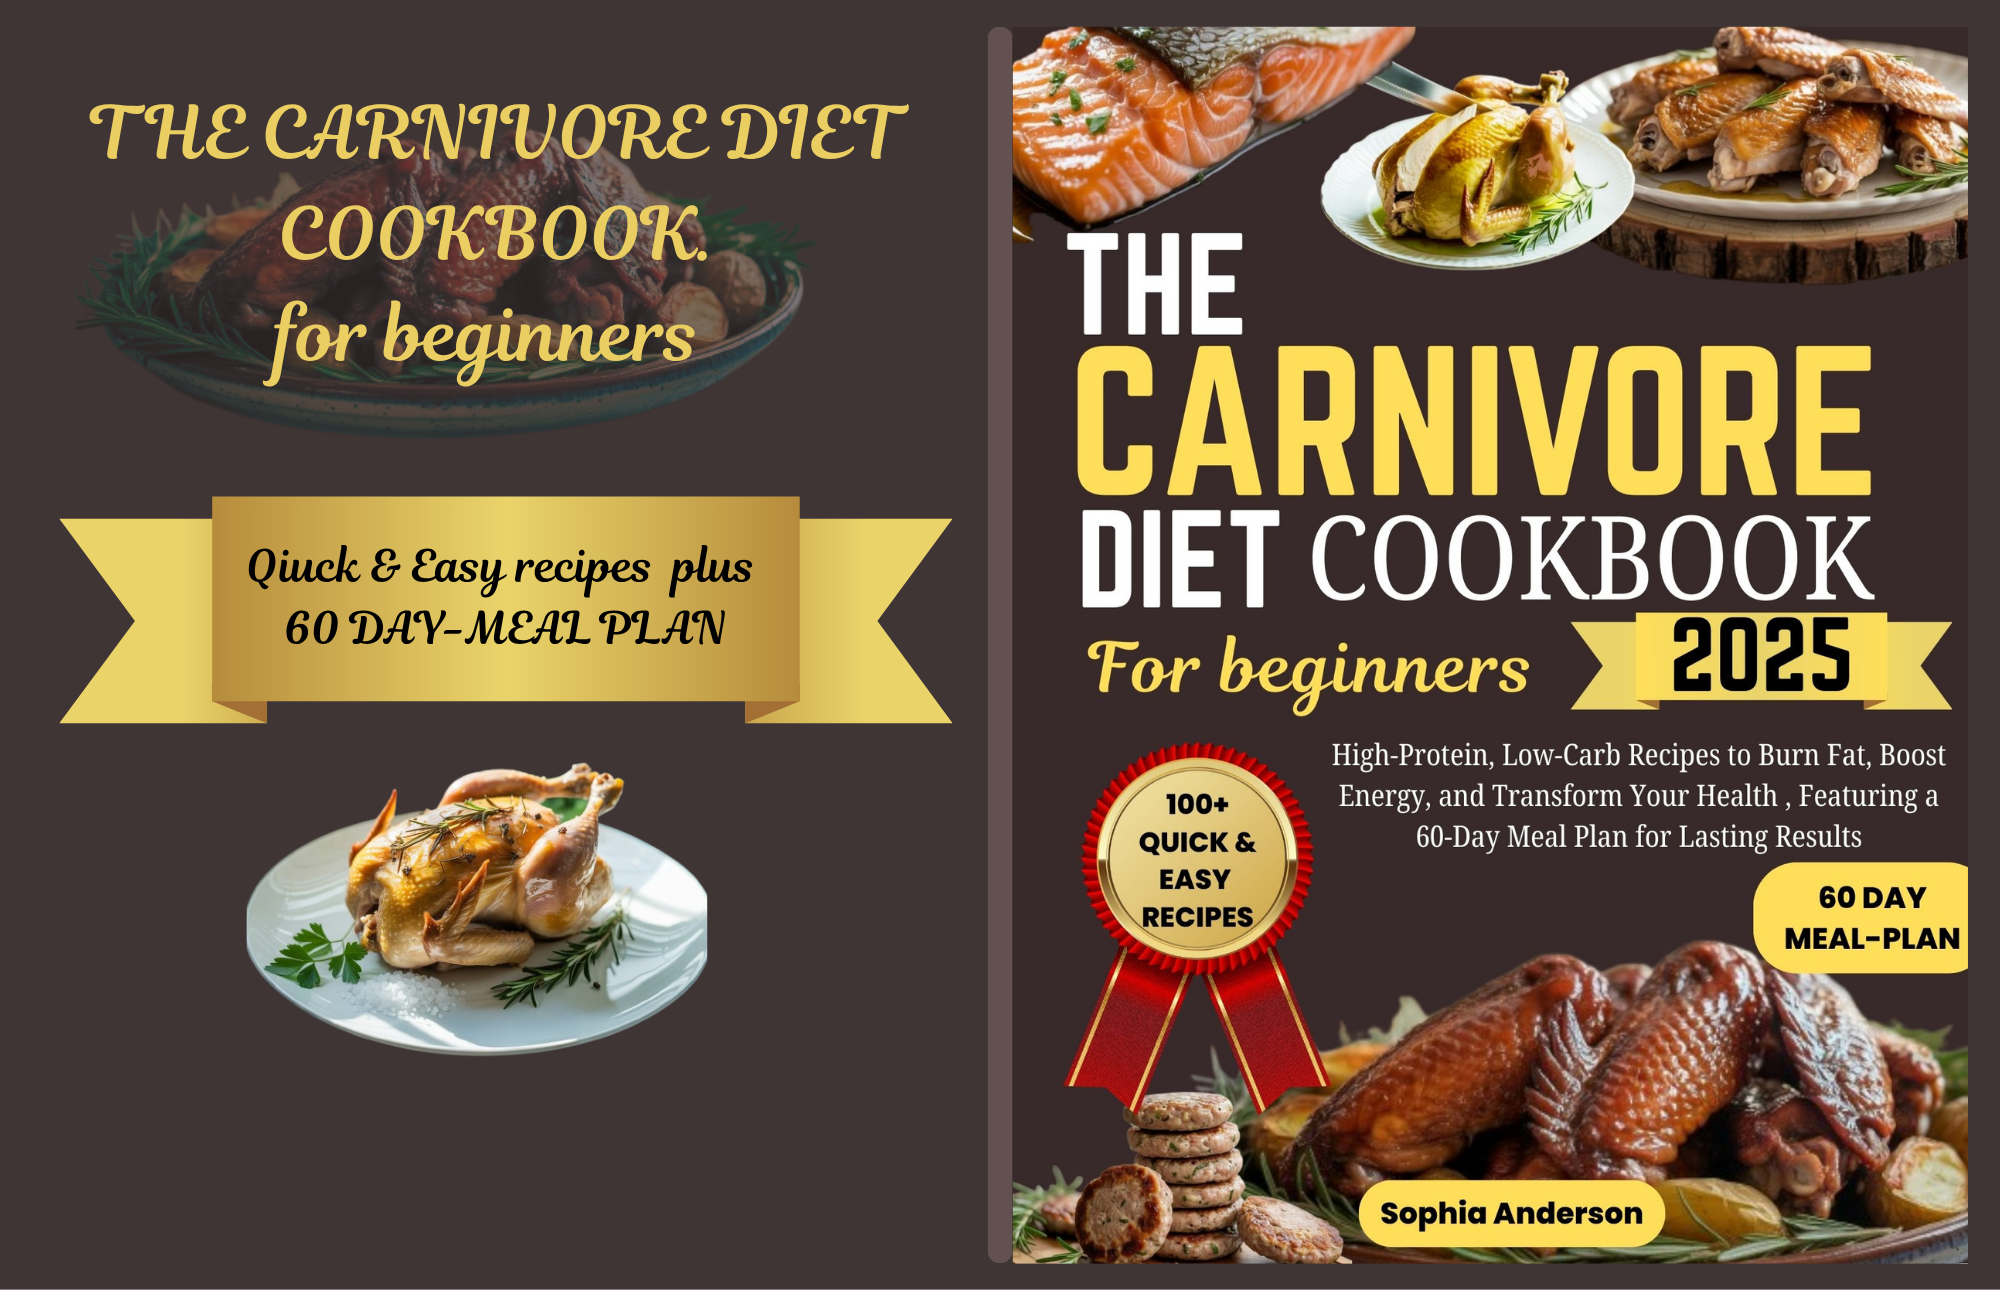 THE CARNIVORE DIET
COOKBOOK.
for beginners
Qiuck & Easy recipes plus
60 DAY-MEAL PLAN
THE
CARNIVORE
DIET COOKBOOK
For beginners
2025
High-Protein, Low-Carb Recipes to Burn Fat, Boost
Energy, and Transform Your Health , Featuring a
60-Day Meal Plan for Lasting Results
100+
QUICK &
EASY
RECIPES
60 DAY
MEAL-PLAN
Sophia Anderson